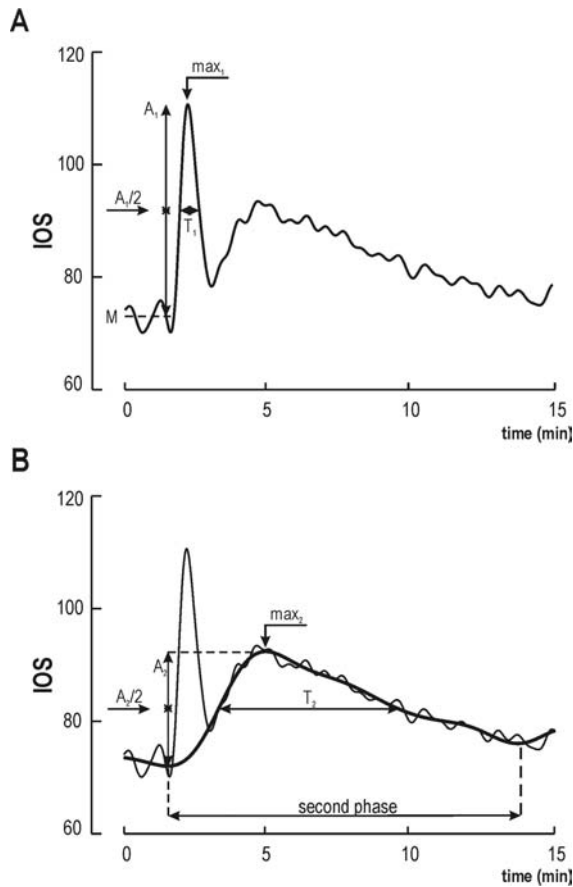 A
120
max₁
A₁
100
A₁/2
T₁
IOS
80
M
60
0 5 10 15
time (min)
B
120
max₂
100
A₂
IOS
A₂/2
T₂
80
second phase
60
0 5 10 15
time (min)